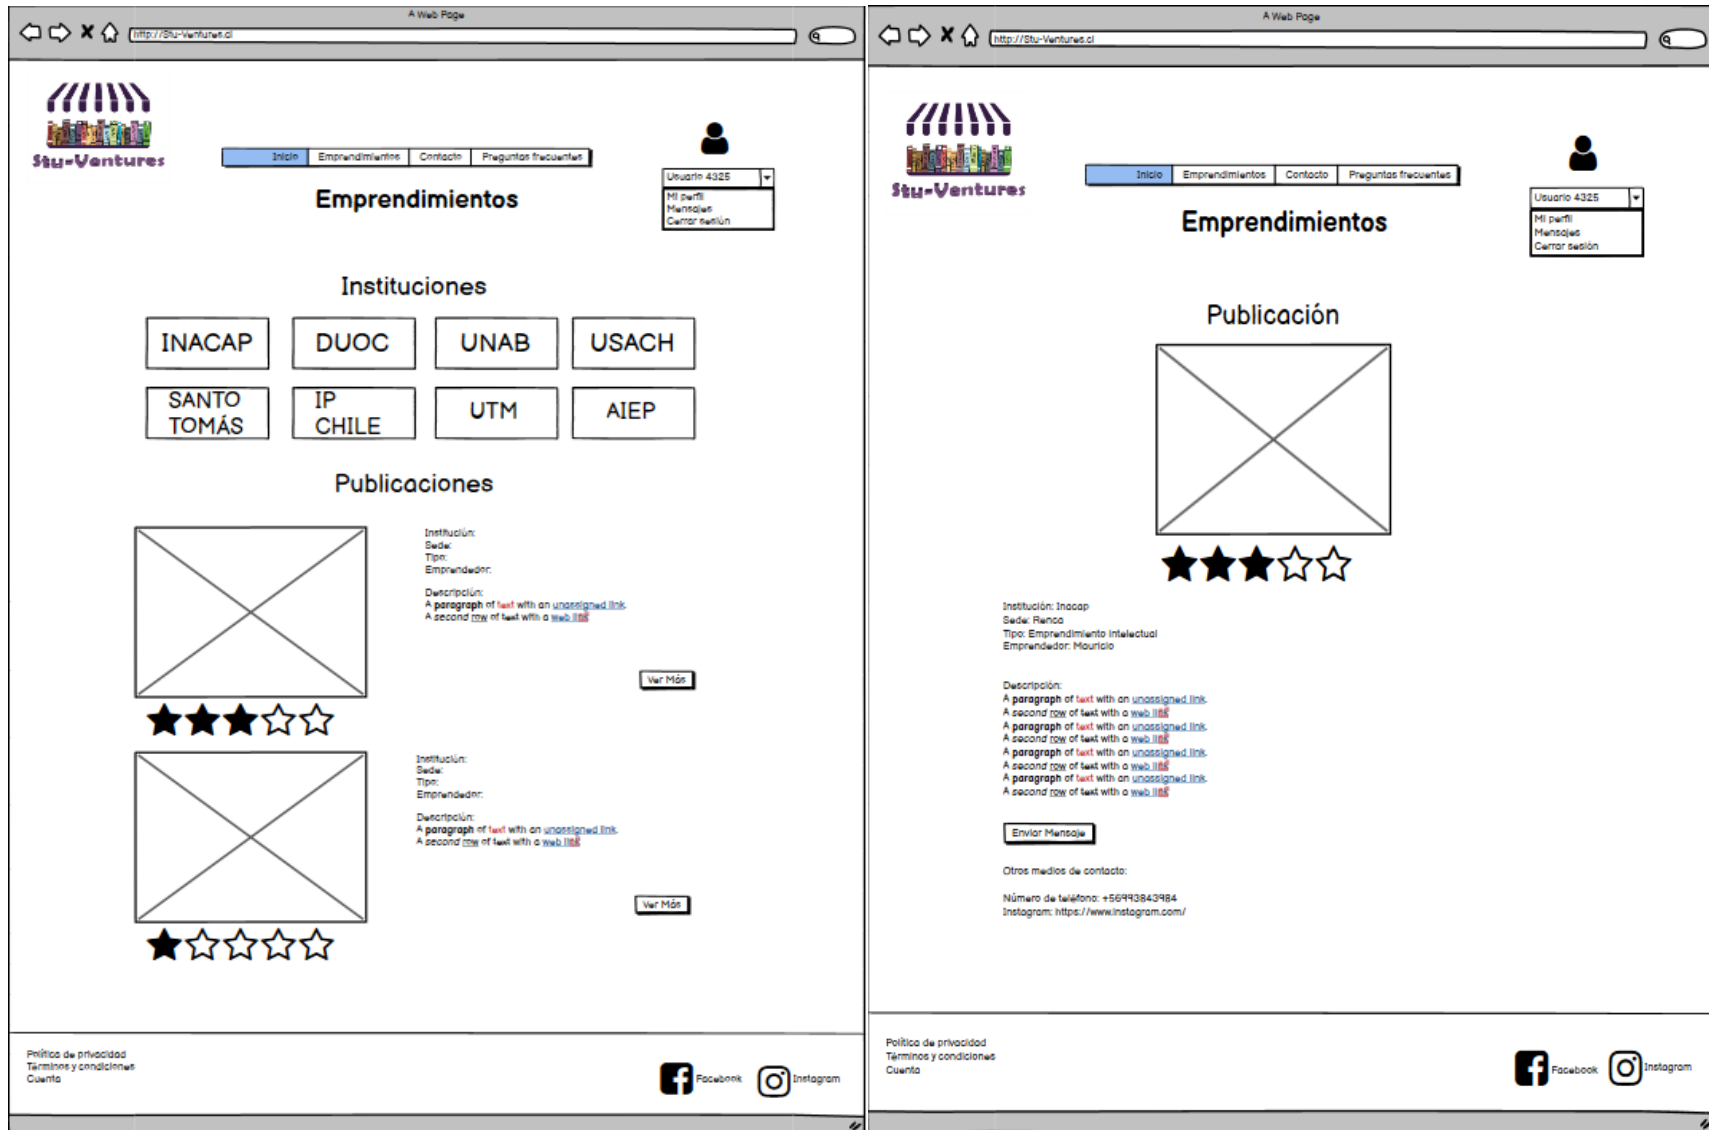 A Web Page
http://Stu-Ventures.cl
Stu-Ventures
Inicio
Emprendimientos
Contacto
Preguntas frecuentes
Usuario 4325
Mi perfil
Mensajes
Cerrar sesión
Emprendimientos
Instituciones
INACAP
DUOC
UNAB
USACH
SANTO
TOMÁS
IP
CHILE
UTM
AIEP
Publicaciones
Institución:
Sede:
Tipo:
Emprendedor:
Descripción:
A paragraph of text with an unassigned link.
A second row of text with a web link
Ver Más
Institución:
Sede:
Tipo:
Emprendedor:
Descripción:
A paragraph of text with an unassigned link.
A second row of text with a web link
Ver Más
Política de privacidad
Términos y condiciones
Cuenta
Facebook
Instagram
A Web Page
http://Stu-Ventures.cl
Stu-Ventures
Inicio
Emprendimientos
Contacto
Preguntas frecuentes
Usuario 4325
Mi perfil
Mensajes
Cerrar sesión
Emprendimientos
Publicación
Institución: Inacap
Sede: Renca
Tipo: Emprendimiento intelectual
Emprendedor: Mauricio
Descripción:
A paragraph of text with an unassigned link.
A second row of text with a web link
A paragraph of text with an unassigned link.
A second row of text with a web link
A paragraph of text with an unassigned link.
A second row of text with a web link
A paragraph of text with an unassigned link.
A second row of text with a web link
Enviar Mensaje
Otros medios de contacto:
Número de teléfono: +56993843984
Instagram: https://www.instagram.com/
Política de privacidad
Términos y condiciones
Cuenta
Facebook
Instagram